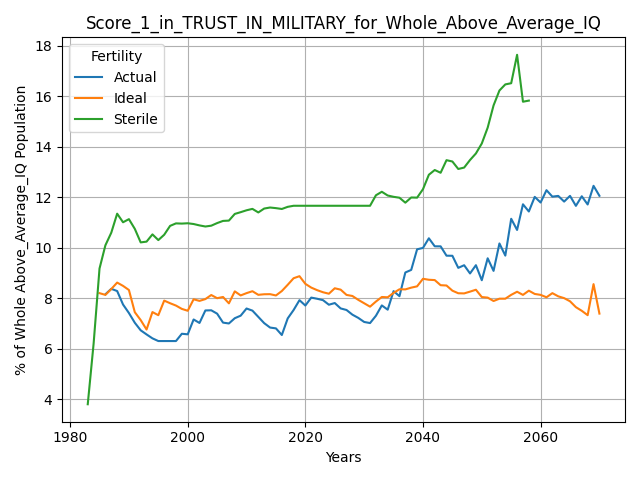 Score_1_in_TRUST_IN_MILITARY_for_Whole_Above_Average_IQ
Fertility
Actual
Ideal
Sterile
% of Whole Above_Average_IQ Population
18
16
14
12
10
8
6
4
1980
2000
2020
2040
2060
Years